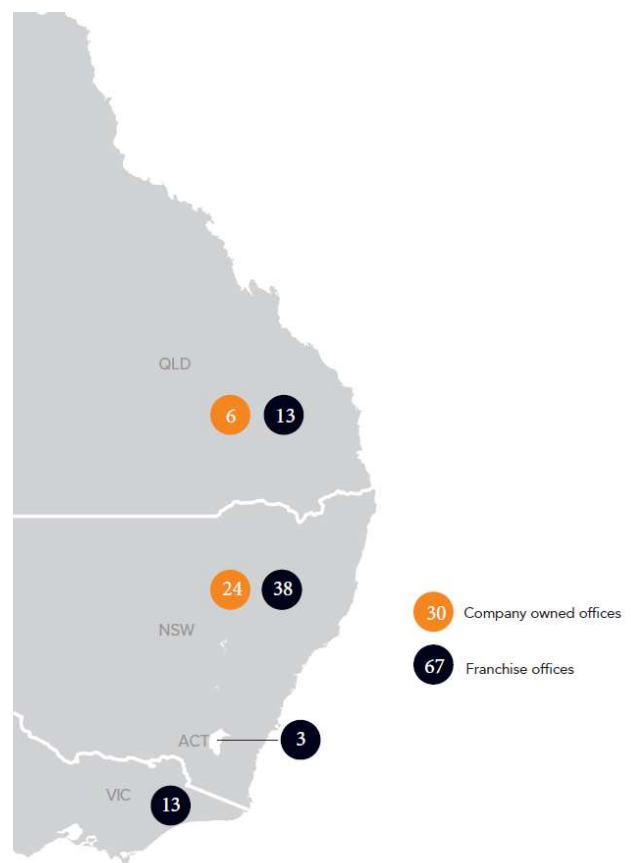 QLD
6 13
24 38
NSW
30 Company owned offices
67 Franchise offices
ACT 3
VIC 13